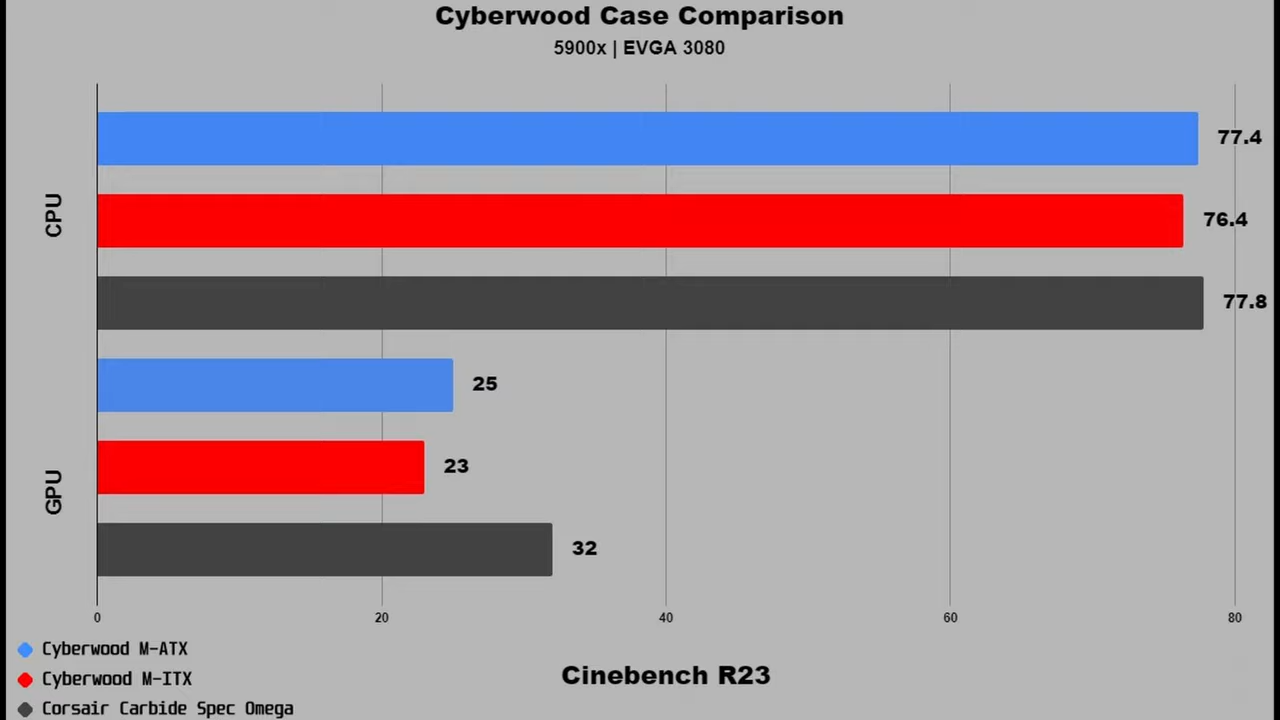 Cyberwood Case Comparison
5900x | EVGA 3080
CPU
77.4
76.4
77.8
GPU
25
23
32
0 20 40 60 80
Cinebench R23
Cyberwood M-ATX
Cyberwood M-ITX
Corsair Carbide Spec Omega